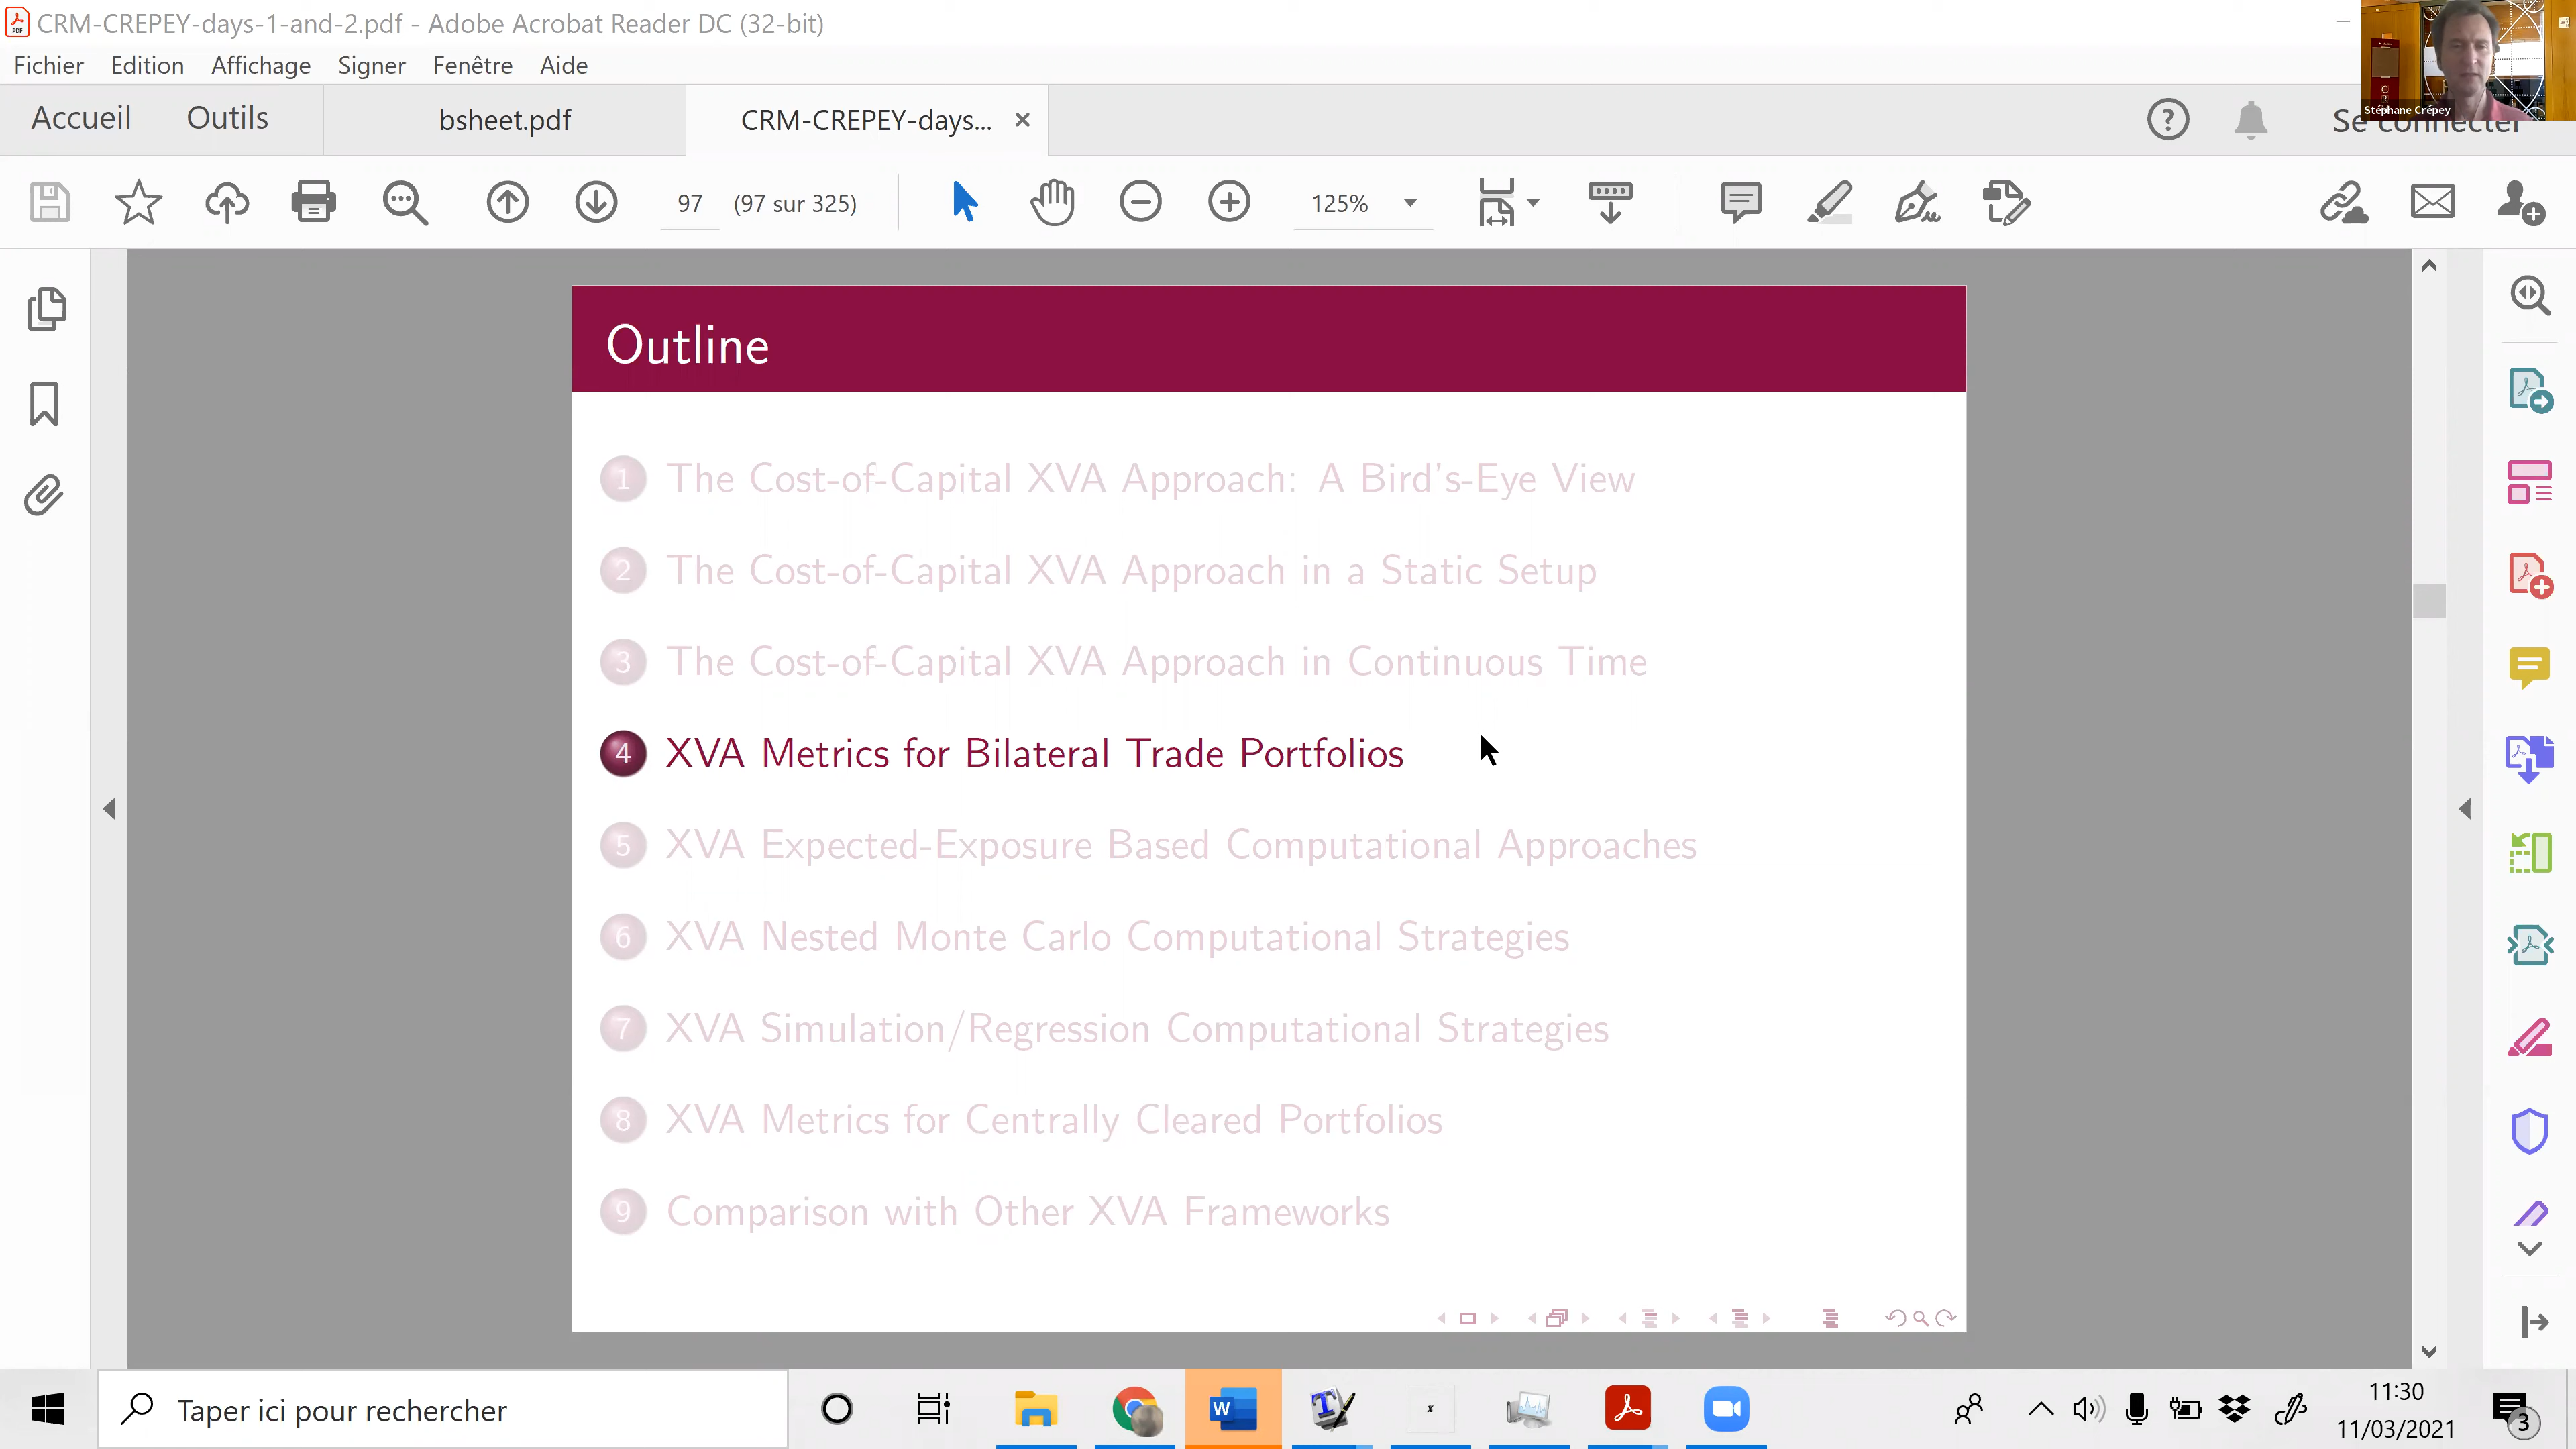 CRM-CREPEY-days-1-and-2.pdf - Adobe Acrobat Reader DC (32-bit)
Fichier Edition Affichage Signer Fenêtre Aide
Stéphane Crépey
Accueil Outils bsheet.pdf CRM-CREPEY-days... Se connecter
97 (97 sur 325) 125%
Outline
1 The Cost-of-Capital XVA Approach: A Bird's-Eye View
2 The Cost-of-Capital XVA Approach in a Static Setup
3 The Cost-of-Capital XVA Approach in Continuous Time
4 XVA Metrics for Bilateral Trade Portfolios
5 XVA Expected-Exposure Based Computational Approaches
6 XVA Nested Monte Carlo Computational Strategies
7 XVA Simulation/Regression Computational Strategies
8 XVA Metrics for Centrally Cleared Portfolios
9 Comparison with Other XVA Frameworks
Taper ici pour rechercher
11:30
11/03/2021
3